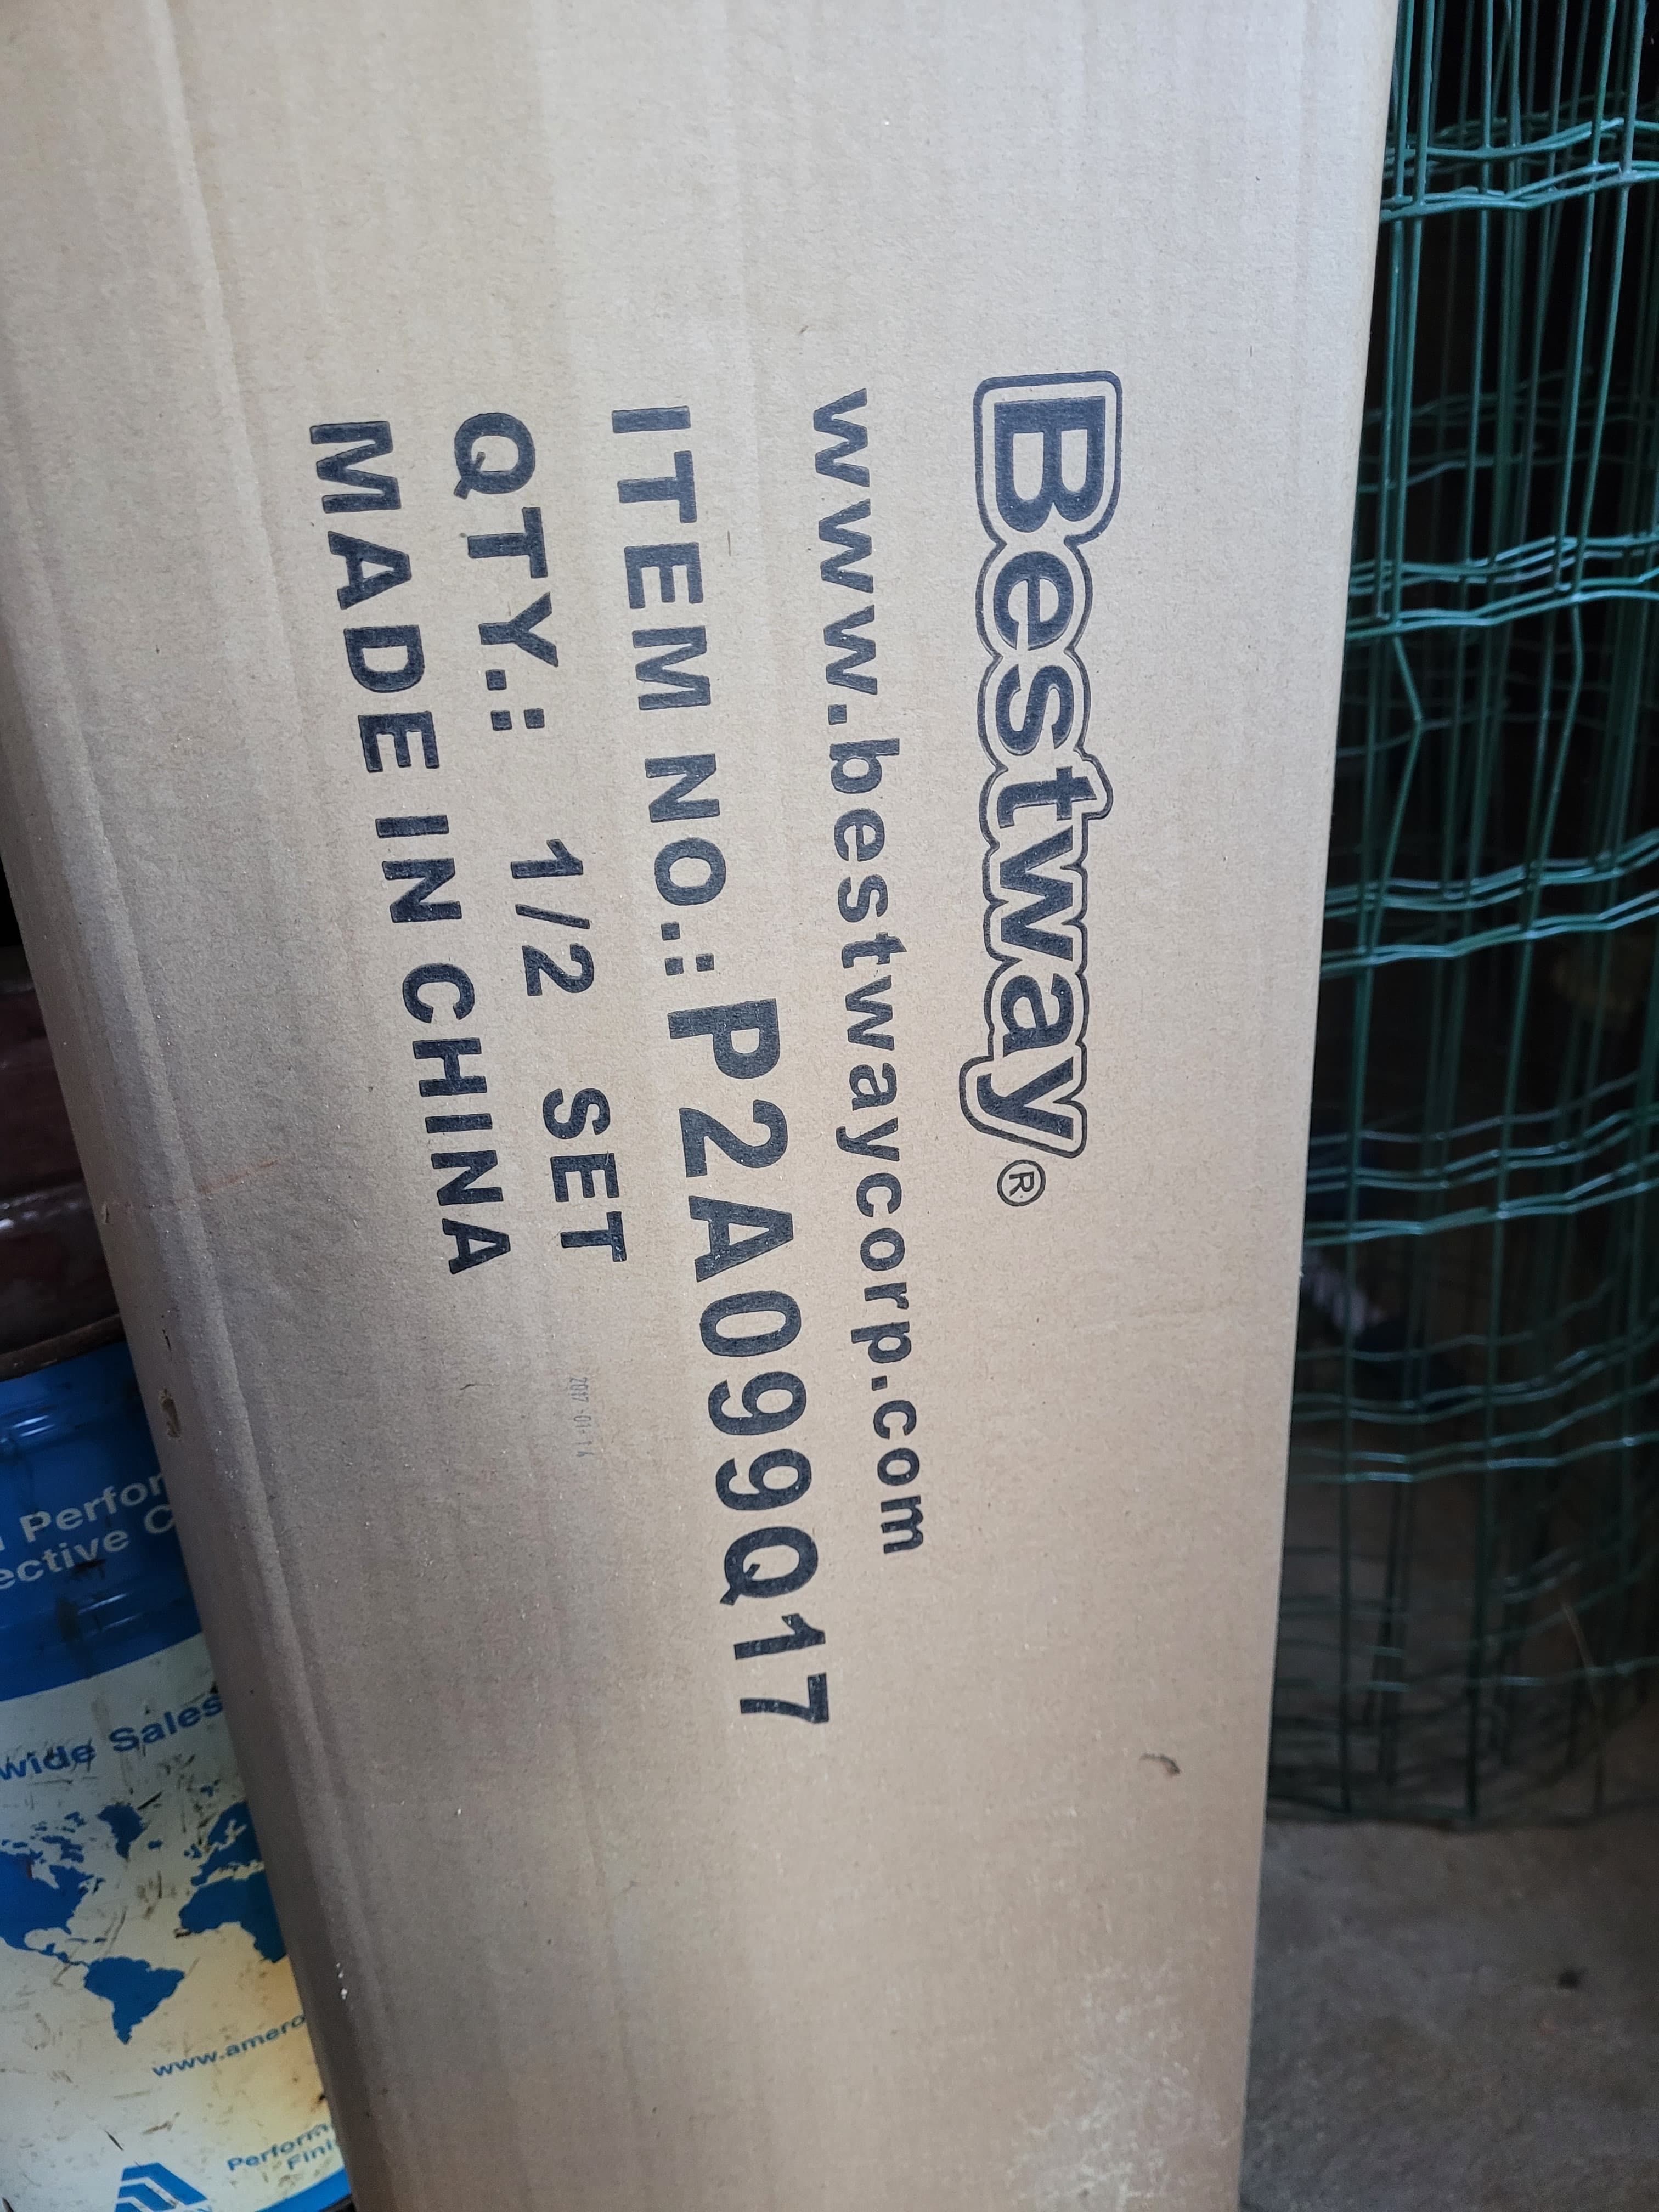 Bestway®
www.bestwaycorp.com
ITEM NO.:P2A099Q17
QTY.: 1/2 SET
MADE IN CHINA
Perfor
ective C
wide Sales
www.amero
Perform
Fini